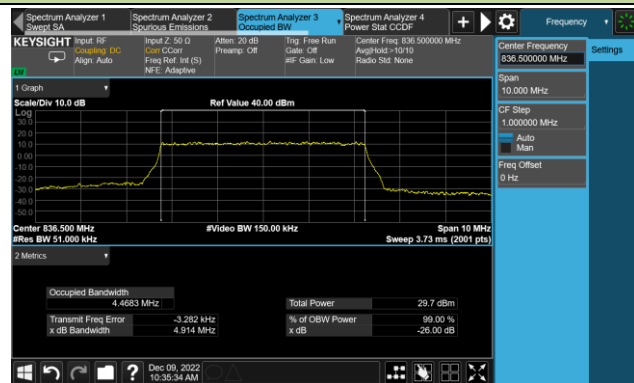 Spectrum Analyzer 1
Swept SA
Spectrum Analyzer 2
Spurious Emissions
Spectrum Analyzer 3
Occupied BW
Spectrum Analyzer 4
Power Stat CCDF
Frequency
KEYSIGHT
Input: RF
Coupling: DC
Align: Auto
Input Z: 50 Ω
Corr CCorr
Freq Ref: Int (S)
NFE: Adaptive
Atten: 20 dB
Preamp: Off
Trig: Free Run
Gate: Off
#IF Gain: Low
Center Freq: 836.500000 MHz
Avg|Hold:>10/10
Radio Std: None
Center Frequency
836.500000 MHz
Settings
Span
10.000 MHz
CF Step
1.000000 MHz
Auto
Man
Freq Offset
0 Hz
1 Graph
Scale/Div 10.0 dB
Ref Value 40.00 dBm
Log
30.0
20.0
10.0
0.00
-10.0
-20.0
-30.0
-40.0
-50.0
Center 836.500 MHz
#Video BW 150.00 kHz
Span 10 MHz
#Res BW 51.000 kHz
Sweep 3.73 ms (2001 pts)
2 Metrics
Occupied Bandwidth
4.4683 MHz
Total Power 29.7 dBm
Transmit Freq Error -3.282 kHz
% of OBW Power 99.00 %
x dB Bandwidth 4.914 MHz
x dB -26.00 dB
Dec 09, 2022
10:35:34 AM